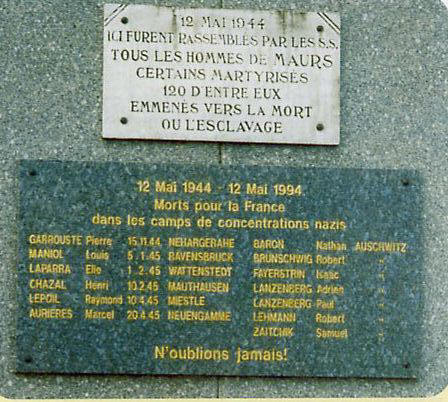 12 MAI 1944
ICI FURENT RASSEMBLÉS PAR LES S.S.
TOUS LES HOMMES DE MAURS
CERTAINS MARTYRISÉS
120 D'ENTRE EUX
EMMENÉS VERS LA MORT
OU L'ESCLAVAGE
12 Mai 1944 - 12 Mai 1994
Morts pour la France
dans les camps de concentrations nazis
GARROUSTE Pierre 15.11.44 NEHARGERAHE BARON Nathan AUSCHWITZ
MANIOL Louis 5.1.45 RAVENSBRUCK BRUNSCHWIG Robert "
LAPARRA Elie 1.2.45 WATTENSTEDT FAYERSTRIN Isaac "
CHAZAL Henri 10.2.45 MAUTHAUSEN LANZENBERG Adrien "
LEPOIL Raymond 10.4.45 MIESTLE LANZENBERG Paul "
AURIERES Marcel 20.4.45 NEUENGAMME LEHMANN Robert "
ZAITCHIK Samuel "
N'oublions jamais!